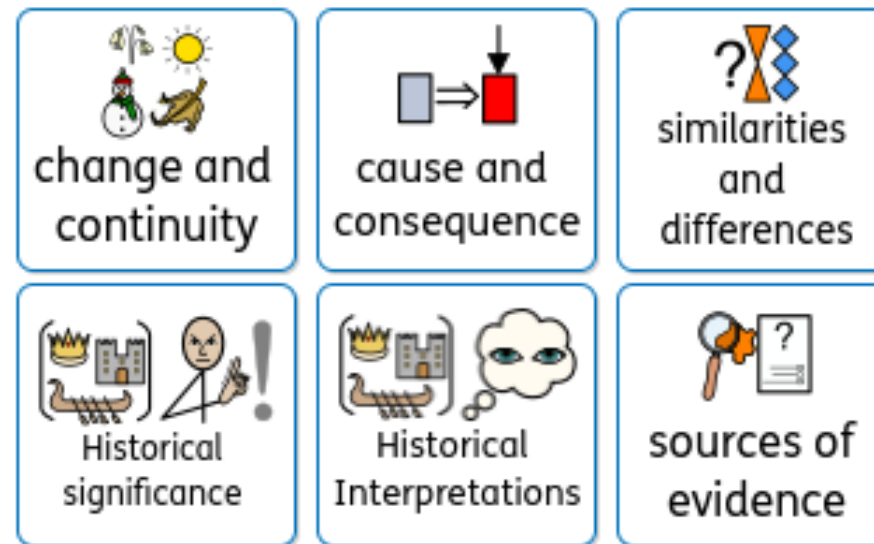 change and
continuity
cause and
consequence
?
similarities
and
differences
Historical
significance
!
Historical
Interpretations
?
sources of
evidence